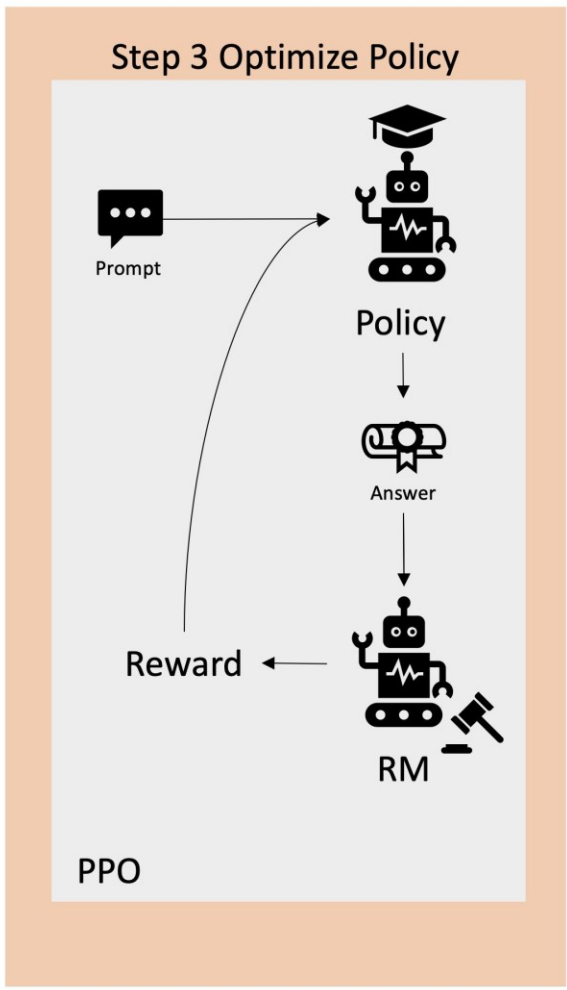 Step 3 Optimize Policy
Prompt
Policy
Answer
Reward
RM
PPO